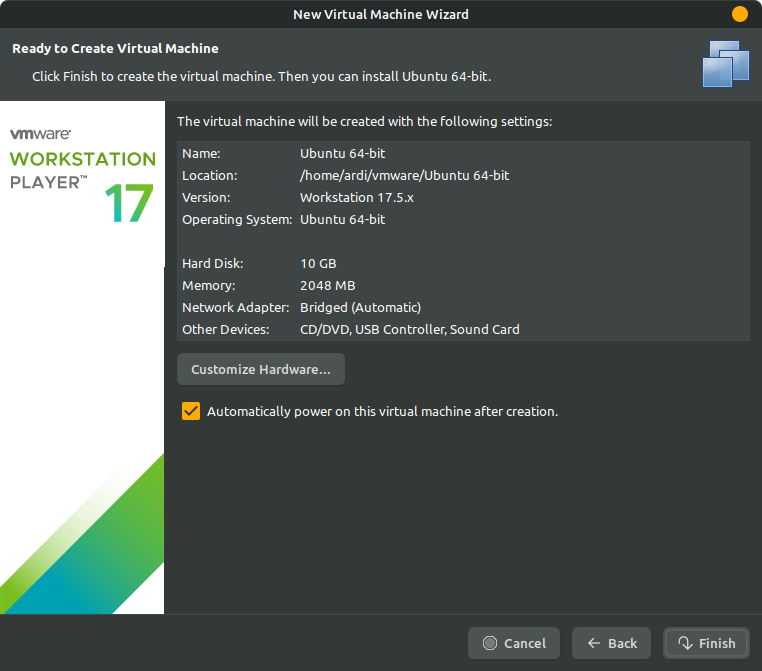 New Virtual Machine Wizard
Ready to Create Virtual Machine
Click Finish to create the virtual machine. Then you can install Ubuntu 64-bit.
vmware
WORKSTATION
PLAYER™
17
The virtual machine will be created with the following settings:
Name: Ubuntu 64-bit
Location: /home/ardi/vmware/Ubuntu 64-bit
Version: Workstation 17.5.x
Operating System: Ubuntu 64-bit
Hard Disk: 10 GB
Memory: 2048 MB
Network Adapter: Bridged (Automatic)
Other Devices: CD/DVD, USB Controller, Sound Card
Customize Hardware...
Automatically power on this virtual machine after creation.
Cancel
Back
Finish